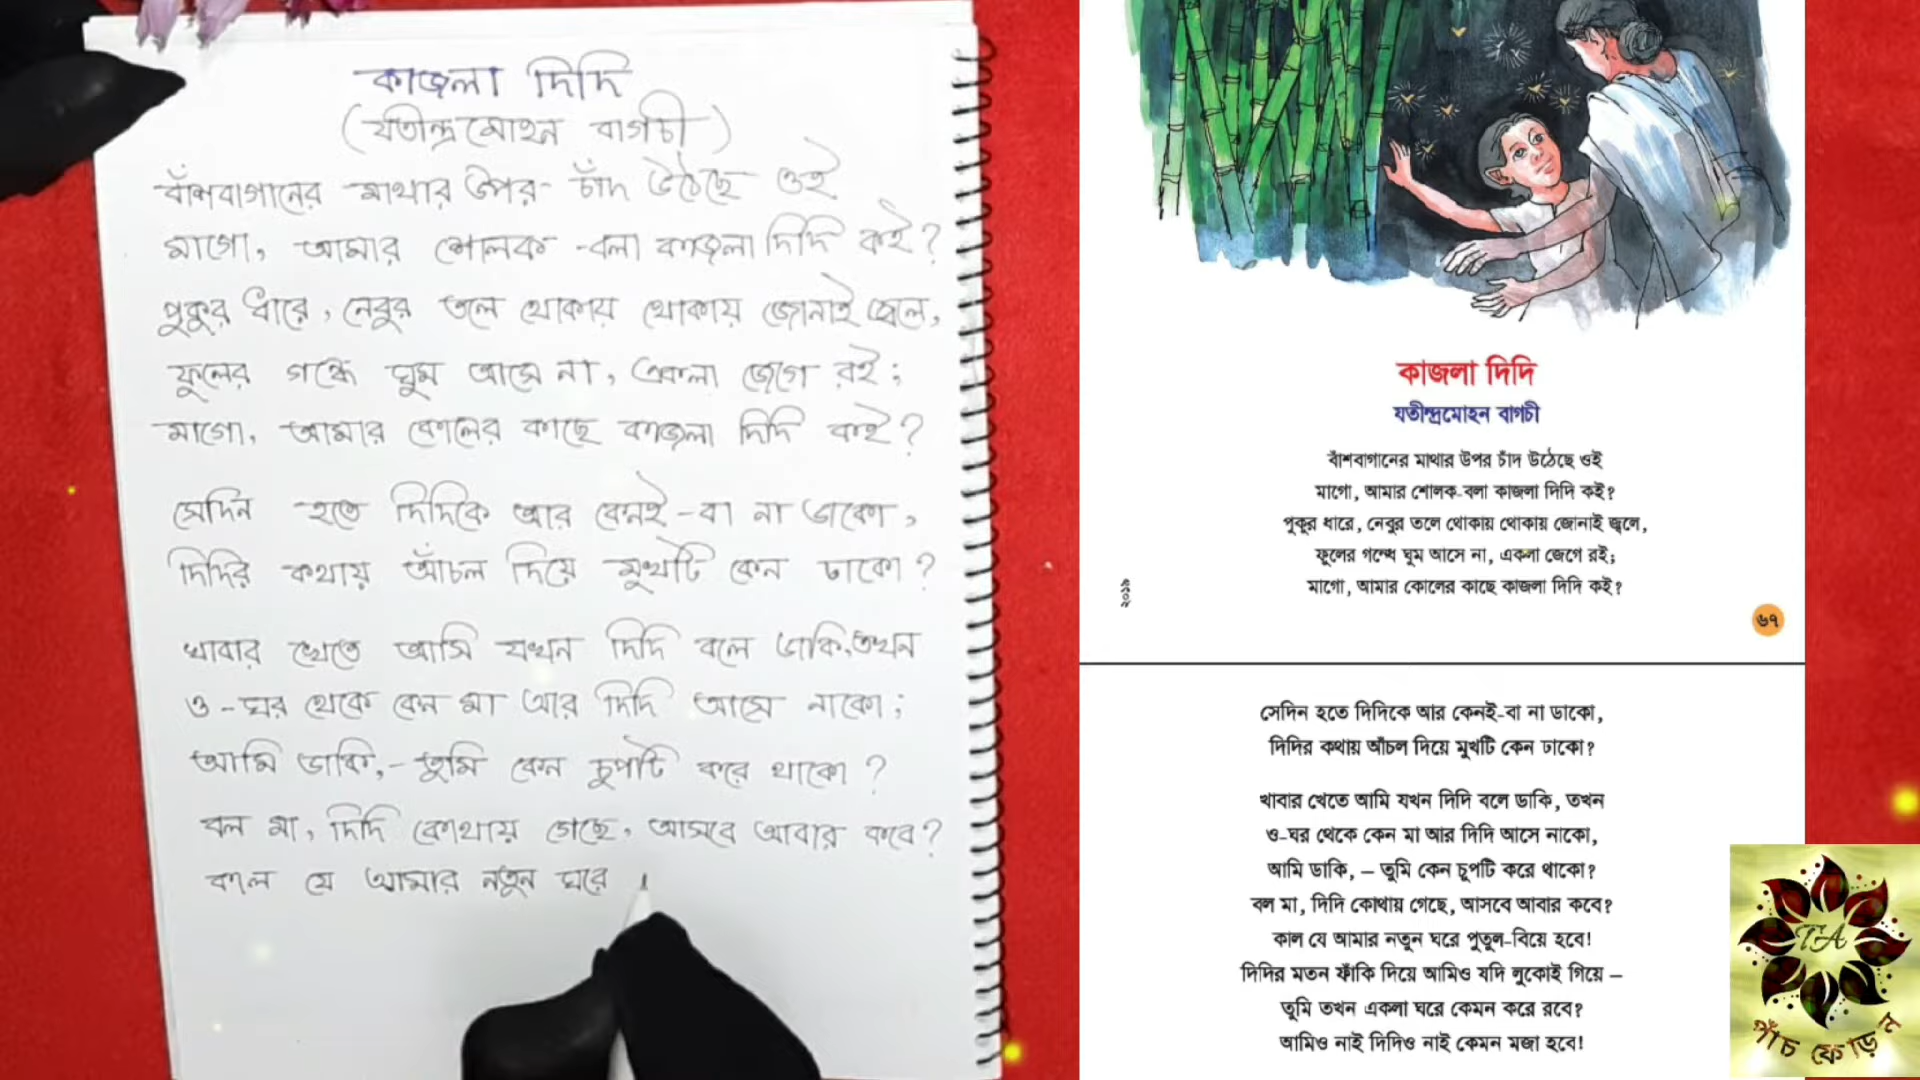 কাজলা দিদি
(যতীন্দ্রমোহন বাগচী)
বাঁশবাগানের মাথার উপর চাঁদ উঠেছে ওই
মাগো, আমার শোলক-বলা কাজলা দিদি কই?
পুকুর ধারে, নেবুর তলে থোকায় থোকায় জোনাই জ্বলে,
ফুলের গন্ধে ঘুম আসে না, একলা জেগে রই;
মাগো, আমার কোলের কাছে কাজলা দিদি কই?
সেদিন হতে দিদিকে আর কেনই-বা না ডাকো,
দিদির কথায় আঁচল দিয়ে মুখটি কেন ঢাকো?
খাবার খেতে আমি যখন দিদি বলে ডাকি, তখন
ও-ঘর থেকে কেন মা আর দিদি আসে নাকো;
আমি ডাকি,- তুমি কেন চুপটি করে থাকো?
বল মা, দিদি কোথায় গেছে, আসবে আবার কবে?
কাল যে আমার নতুন ঘরে
কাজলা দিদি
যতীন্দ্রমোহন বাগচী
বাঁশবাগানের মাথার উপর চাঁদ উঠেছে ওই
মাগো, আমার শোলক-বলা কাজলা দিদি কই?
পুকুর ধারে, নেবুর তলে থোকায় থোকায় জোনাই জ্বলে,
ফুলের গন্ধে ঘুম আসে না, একলা জেগে রই;
মাগো, আমার কোলের কাছে কাজলা দিদি কই?
২০১৯
৬৭
সেদিন হতে দিদিকে আর কেনই-বা না ডাকো,
দিদির কথায় আঁচল দিয়ে মুখটি কেন ঢাকো?
খাবার খেতে আমি যখন দিদি বলে ডাকি, তখন
ও-ঘর থেকে কেন মা আর দিদি আসে নাকো,
আমি ডাকি, – তুমি কেন চুপটি করে থাকো?
বল মা, দিদি কোথায় গেছে, আসবে আবার কবে?
কাল যে আমার নতুন ঘরে পুতুল-বিয়ে হবে!
দিদির মতন ফাঁকি দিয়ে আমিও যদি লুকোই গিয়ে –
তুমি তখন একলা ঘরে কেমন করে রবে?
আমিও নাই দিদিও নাই কেমন মজা হবে!
TA
পাঁচ ফোড়ন